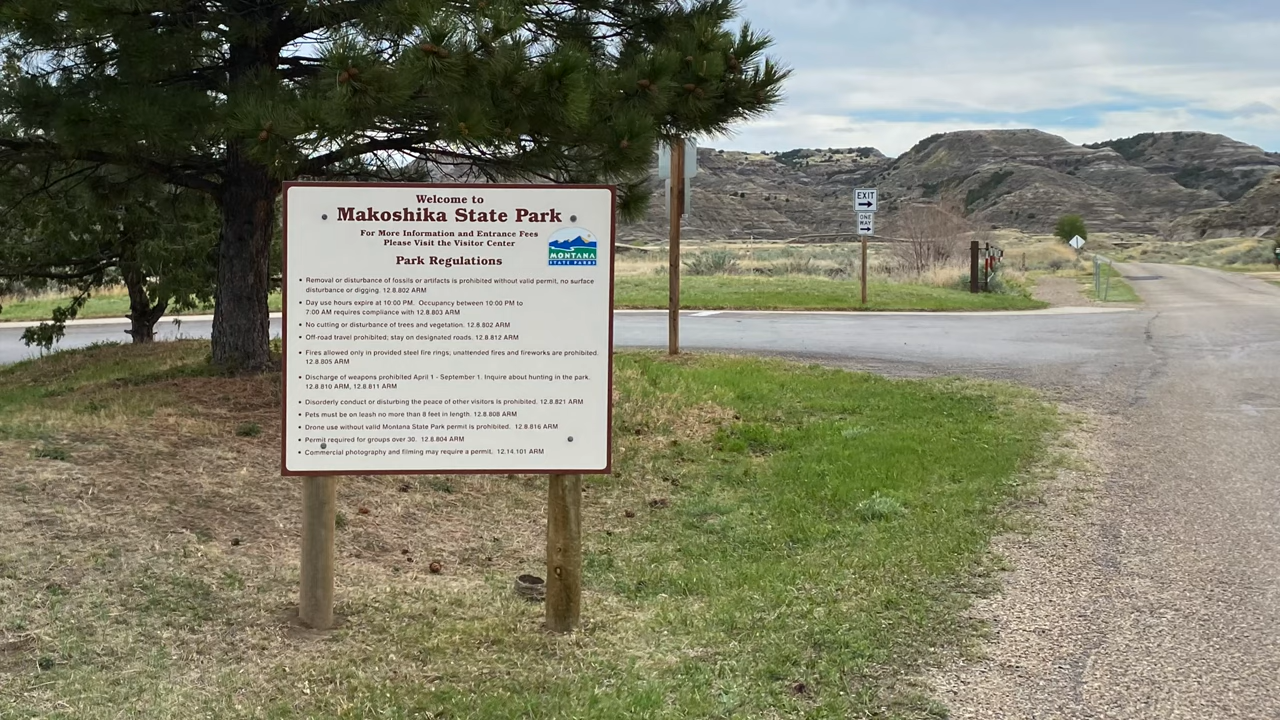 Welcome to
Makoshika State Park
For More Information and Entrance Fees
Please Visit the Visitor Center
Park Regulations
MONTANA
STATE PARKS
• Removal or disturbance of fossils or artifacts is prohibited without valid permit, no surface
disturbance or digging. 12.8.802 ARM
• Day use hours expire at 10:00 PM. Occupancy between 10:00 PM to
7:00 AM requires compliance with 12.8.803 ARM
• No cutting or disturbance of trees and vegetation. 12.8.802 ARM
• Off-road travel prohibited; stay on designated roads. 12.8.812 ARM
• Fires allowed only in provided steel fire rings; unattended fires and fireworks are prohibited.
12.8.805 ARM
• Discharge of weapons prohibited April 1 - September 1. Inquire about hunting in the park.
12.8.810 ARM, 12.8.811 ARM
• Disorderly conduct or disturbing the peace of other visitors is prohibited. 12.8.821 ARM
• Pets must be on leash no more than 8 feet in length. 12.8.808 ARM
• Drone use without valid Montana State Park permit is prohibited. 12.8.816 ARM
• Permit required for groups over 30. 12.8.804 ARM
• Commercial photography and filming may require a permit. 12.14.101 ARM
EXIT
ONE
WAY